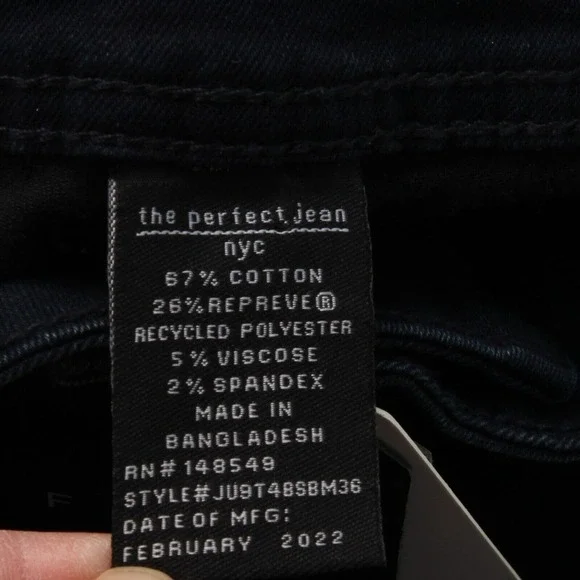 the perfect jean
nyc
67% COTTON
26% REPREVE®
RECYCLED POLYESTER
5% VISCOSE
2% SPANDEX
MADE IN
BANGLADESH
RN# 148549
STYLE#JU9T4BSBM36
DATE OF MFG:
FEBRUARY 2022